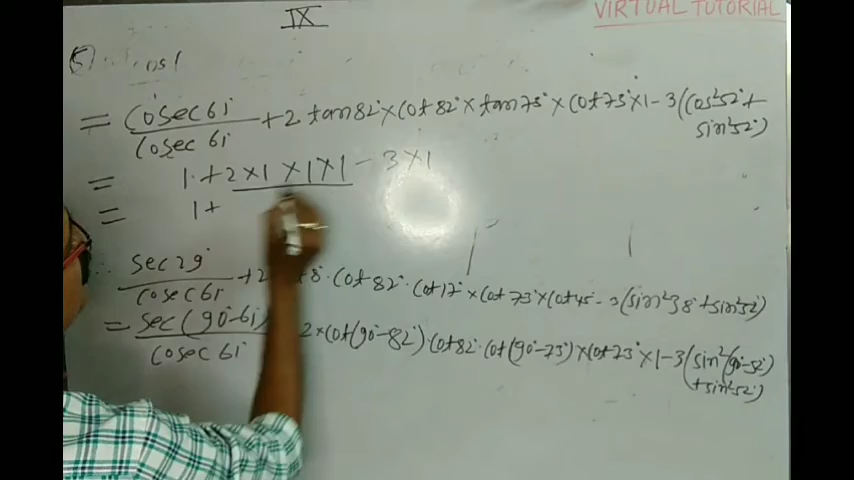 IX
VIRTUAL TUTORIAL
(5)
= cosec 61° / cosec 61° + 2 tan 82° × cot 82° × tan 73° × cot 73° × 1 - 3 (cos²52° +
sin²52°)
= 1 + 2 × 1 × 1 × 1 - 3 × 1
= 1 +
∴ sec 29° / cosec 61° + 2 8° · cot 82° · cot 17° × cot 73° × cot 45 - 3 (sin²38° + sin²52°)
= sec (90° - 61°) / cosec 61° 2 × cot (90° - 82°) · cot 82° · cot (90° - 73°) × cot 73° × 1 - 3 (sin² (90° - 52°)
+ sin²52°)